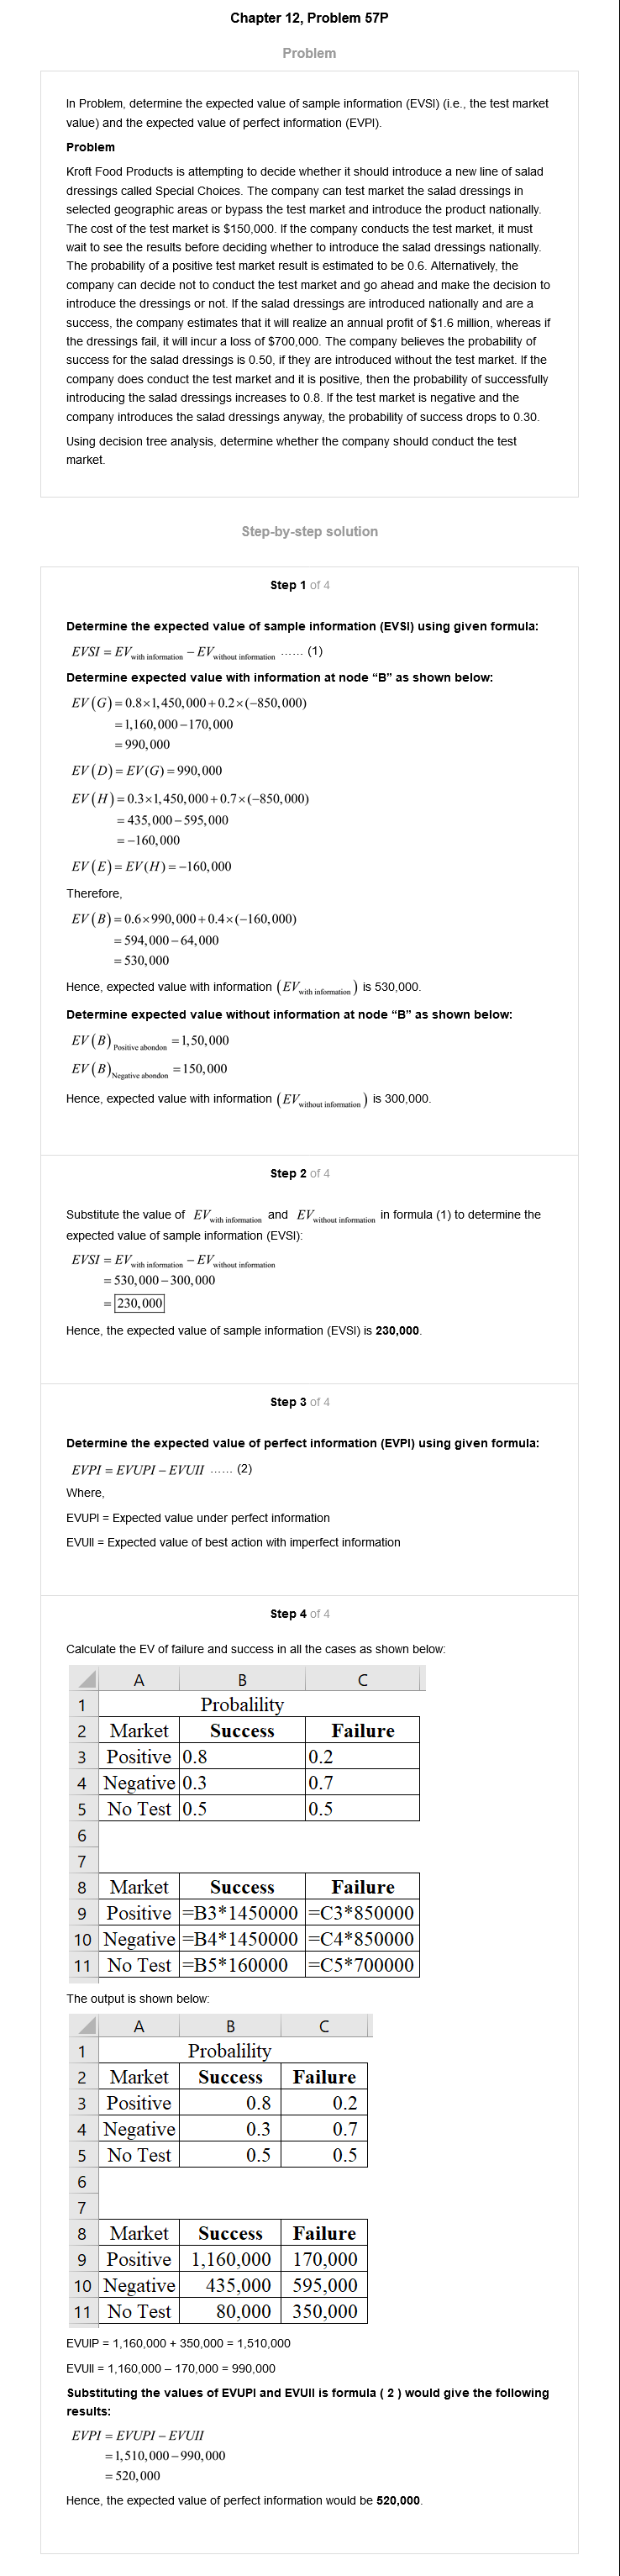 Chapter 12, Problem 57P
Problem
In Problem, determine the expected value of sample information (EVSI) (i.e., the test market
value) and the expected value of perfect information (EVPI).
Problem
Kroft Food Products is attempting to decide whether it should introduce a new line of salad
dressings called Special Choices. The company can test market the salad dressings in
selected geographic areas or bypass the test market and introduce the product nationally.
The cost of the test market is $150,000. If the company conducts the test market, it must
wait to see the results before deciding whether to introduce the salad dressings nationally.
The probability of a positive test market result is estimated to be 0.6. Alternatively, the
company can decide not to conduct the test market and go ahead and make the decision to
introduce the dressings or not. If the salad dressings are introduced nationally and are a
success, the company estimates that it will realize an annual profit of $1.6 million, whereas if
the dressings fail, it will incur a loss of $700,000. The company believes the probability of
success for the salad dressings is 0.50, if they are introduced without the test market. If the
company does conduct the test market and it is positive, then the probability of successfully
introducing the salad dressings increases to 0.8. If the test market is negative and the
company introduces the salad dressings anyway, the probability of success drops to 0.30.
Using decision tree analysis, determine whether the company should conduct the test
market.
Step-by-step solution
Step 1 of 4
Determine the expected value of sample information (EVSI) using given formula:
EVSI = EV with information − EV without information ...... (1)
Determine expected value with information at node “B” as shown below:
EV(G) = 0.8×1,450,000+0.2×(−850,000)
=1,160,000−170,000
=990,000
EV(D) = EV(G) = 990,000
EV(H) = 0.3×1,450,000+0.7×(−850,000)
= 435,000−595,000
= −160,000
EV(E) = EV(H) = −160,000
Therefore,
EV(B) = 0.6×990,000+0.4×(−160,000)
= 594,000−64,000
= 530,000
Hence, expected value with information (EV with information) is 530,000.
Determine expected value without information at node “B” as shown below:
EV(B) Positive abondon = 1,50,000
EV(B) Negative abondon = 150,000
Hence, expected value with information (EV without information) is 300,000.
Step 2 of 4
Substitute the value of EV with information and EV without information in formula (1) to determine the
expected value of sample information (EVSI):
EVSI = EV with information − EV without information
= 530,000−300,000
= 230,000
Hence, the expected value of sample information (EVSI) is 230,000.
Step 3 of 4
Determine the expected value of perfect information (EVPI) using given formula:
EVPI = EVUPI − EVUII ...... (2)
Where,
EVUPI = Expected value under perfect information
EVUII = Expected value of best action with imperfect information
Step 4 of 4
Calculate the EV of failure and success in all the cases as shown below:
A B C
1 Probalility
2 Market Success Failure
3 Positive 0.8 0.2
4 Negative 0.3 0.7
5 No Test 0.5 0.5
6
7
8 Market Success Failure
9 Positive =B3*1450000 =C3*850000
10 Negative =B4*1450000 =C4*850000
11 No Test =B5*160000 =C5*700000
The output is shown below:
A B C
1 Probalility
2 Market Success Failure
3 Positive 0.8 0.2
4 Negative 0.3 0.7
5 No Test 0.5 0.5
6
7
8 Market Success Failure
9 Positive 1,160,000 170,000
10 Negative 435,000 595,000
11 No Test 80,000 350,000
EVUIP = 1,160,000 + 350,000 = 1,510,000
EVUII = 1,160,000 – 170,000 = 990,000
Substituting the values of EVUPI and EVUII is formula ( 2 ) would give the following
results:
EVPI = EVUPI − EVUII
=1,510,000−990,000
= 520,000
Hence, the expected value of perfect information would be 520,000.